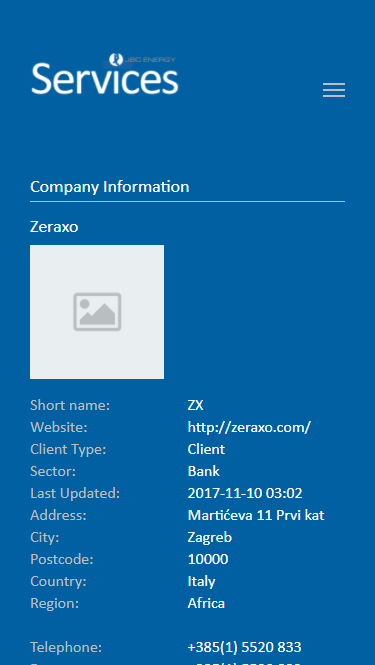 JBC ENERGY
Services
Company Information
Zeraxo
Short name: ZX
Website: http://zeraxo.com/
Client Type: Client
Sector: Bank
Last Updated: 2017-11-10 03:02
Address: Martićeva 11 Prvi kat
City: Zagreb
Postcode: 10000
Country: Italy
Region: Africa
Telephone: +385(1) 5520 833